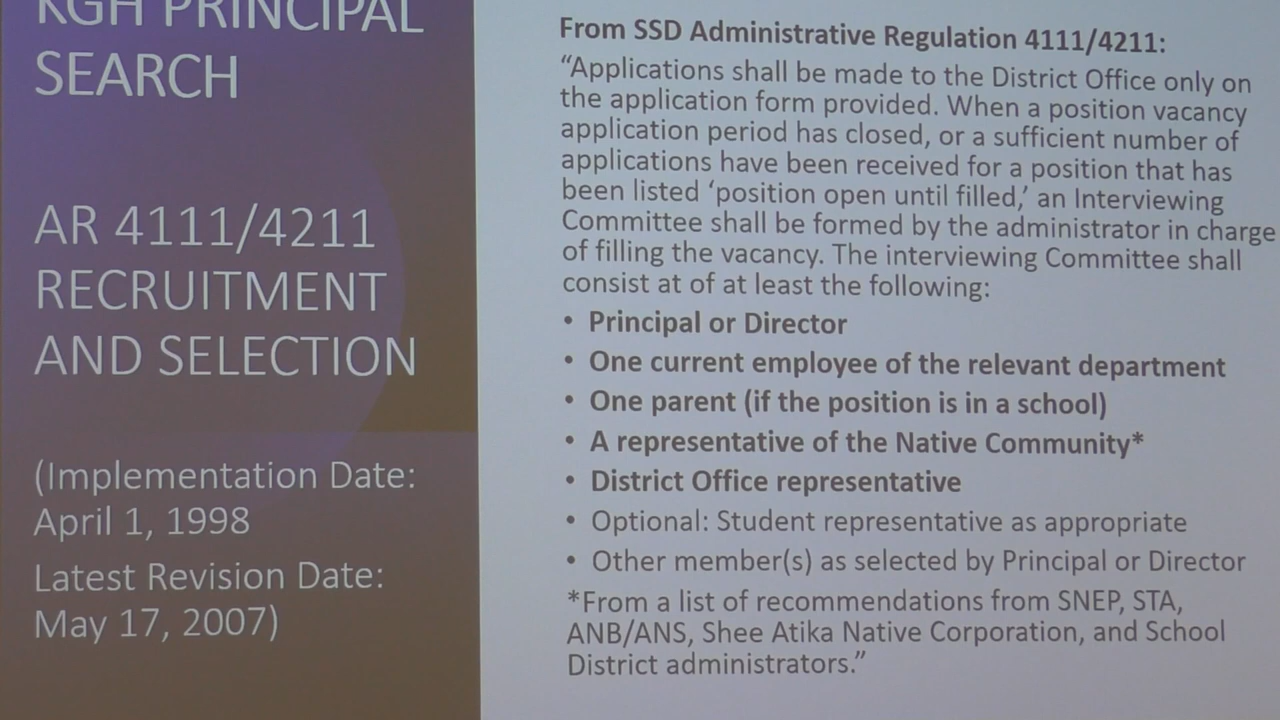 KGH PRINCIPAL
SEARCH
AR 4111/4211
RECRUITMENT
AND SELECTION
(Implementation Date:
April 1, 1998
Latest Revision Date:
May 17, 2007)
From SSD Administrative Regulation 4111/4211:
“Applications shall be made to the District Office only on
the application form provided. When a position vacancy
application period has closed, or a sufficient number of
applications have been received for a position that has
been listed ‘position open until filled,’ an Interviewing
Committee shall be formed by the administrator in charge
of filling the vacancy. The interviewing Committee shall
consist at of at least the following:
• Principal or Director
• One current employee of the relevant department
• One parent (if the position is in a school)
• A representative of the Native Community*
• District Office representative
• Optional: Student representative as appropriate
• Other member(s) as selected by Principal or Director
*From a list of recommendations from SNEP, STA,
ANB/ANS, Shee Atika Native Corporation, and School
District administrators.”